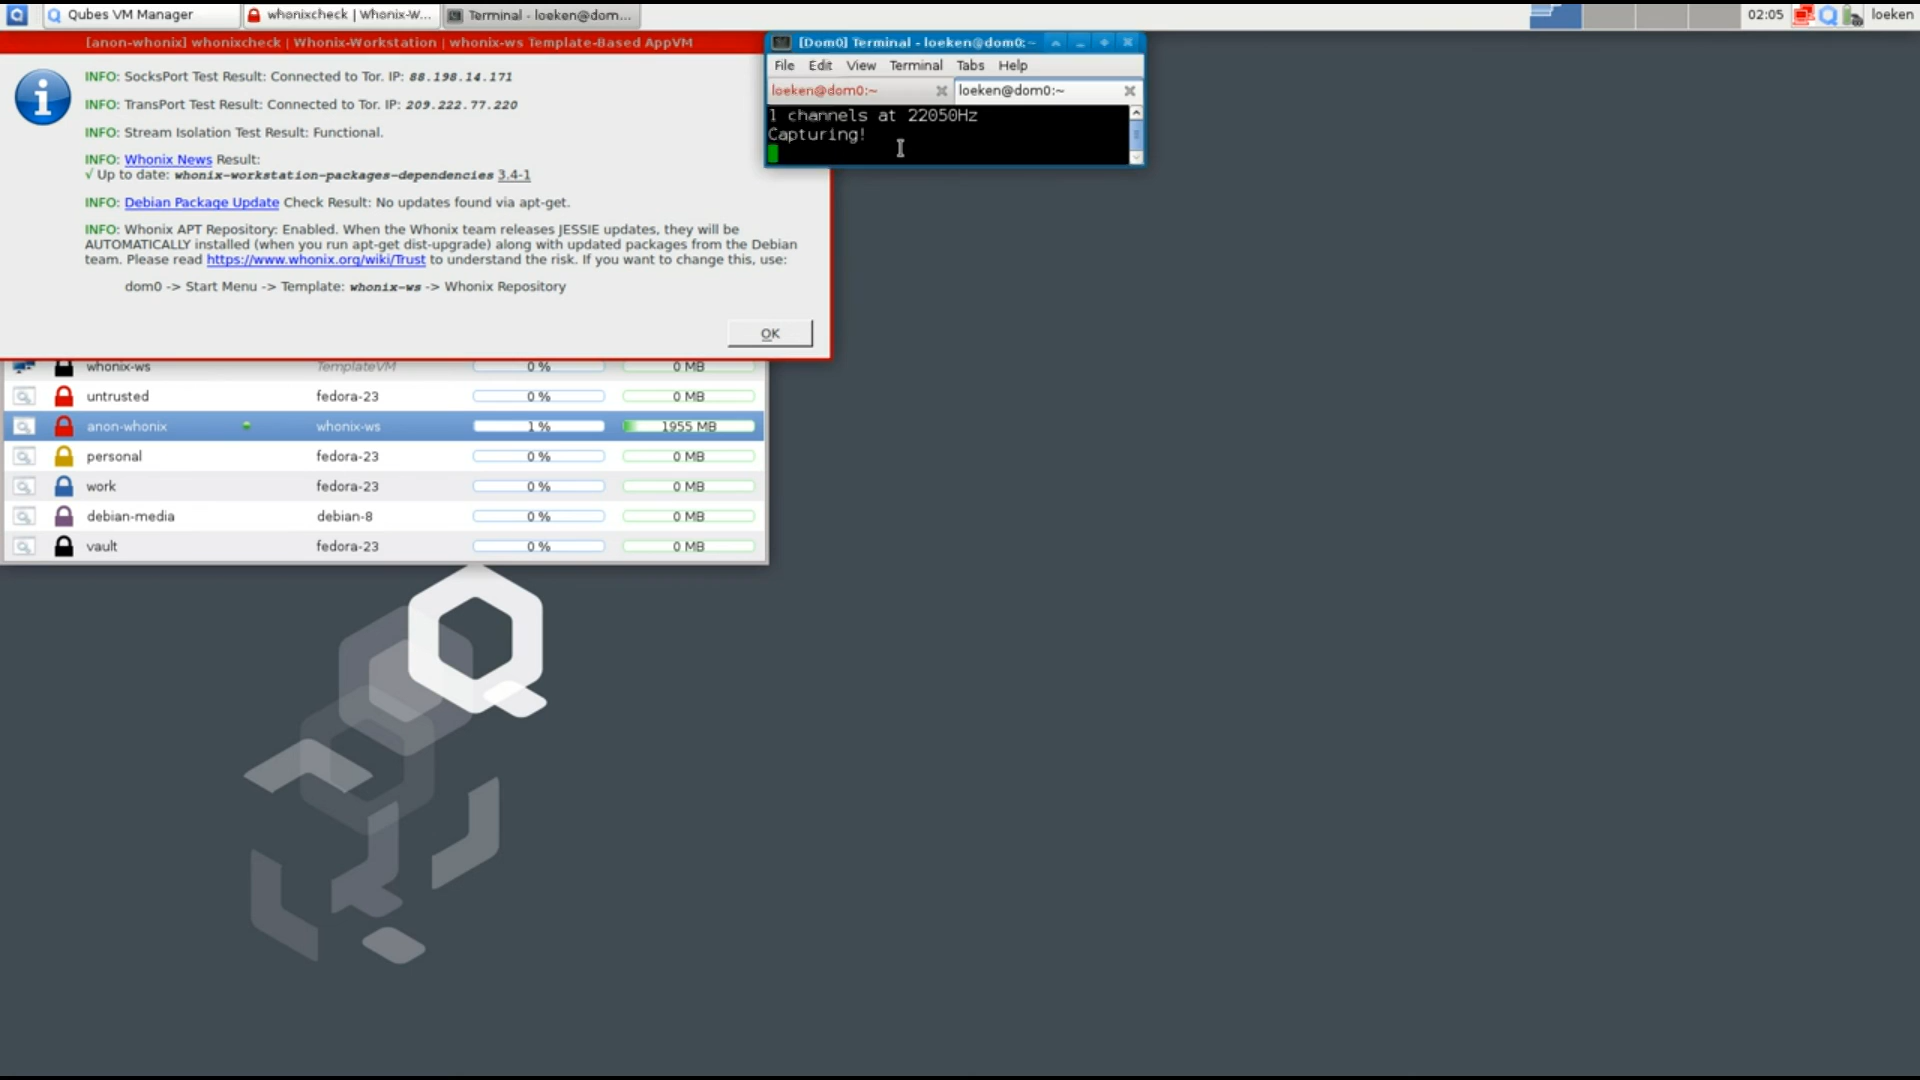 Qubes VM Manager
whonixcheck | Whonix-W...
Terminal - loeken@dom...
02:05
loeken
[anon-whonix] whonixcheck | Whonix-Workstation | whonix-ws Template-Based AppVM
INFO: SocksPort Test Result: Connected to Tor. IP: 88.198.14.171
INFO: TransPort Test Result: Connected to Tor. IP: 209.222.77.220
INFO: Stream Isolation Test Result: Functional.
INFO: Whonix News Result:
√ Up to date: whonix-workstation-packages-dependencies 3.4-1
INFO: Debian Package Update Check Result: No updates found via apt-get.
INFO: Whonix APT Repository: Enabled. When the Whonix team releases JESSIE updates, they will be
AUTOMATICALLY installed (when you run apt-get dist-upgrade) along with updated packages from the Debian
team. Please read https://www.whonix.org/wiki/Trust to understand the risk. If you want to change this, use:
dom0 -> Start Menu -> Template: whonix-ws -> Whonix Repository
OK
[Dom0] Terminal - loeken@dom0:~
File Edit View Terminal Tabs Help
loeken@dom0:~ loeken@dom0:~
1 channels at 22050Hz
Capturing!
whonix-ws TemplateVM 0 % 0 MB
untrusted fedora-23 0 % 0 MB
anon-whonix whonix-ws 1 % 1955 MB
personal fedora-23 0 % 0 MB
work fedora-23 0 % 0 MB
debian-media debian-8 0 % 0 MB
vault fedora-23 0 % 0 MB